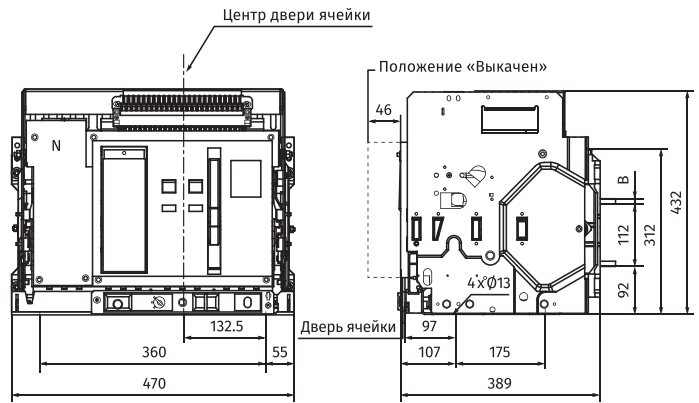 Центр двери ячейки
Положение «Выкачен»
46
N
B
432
112
312
92
4xØ13
132.5
Дверь ячейки
97
360
55
107
175
470
389